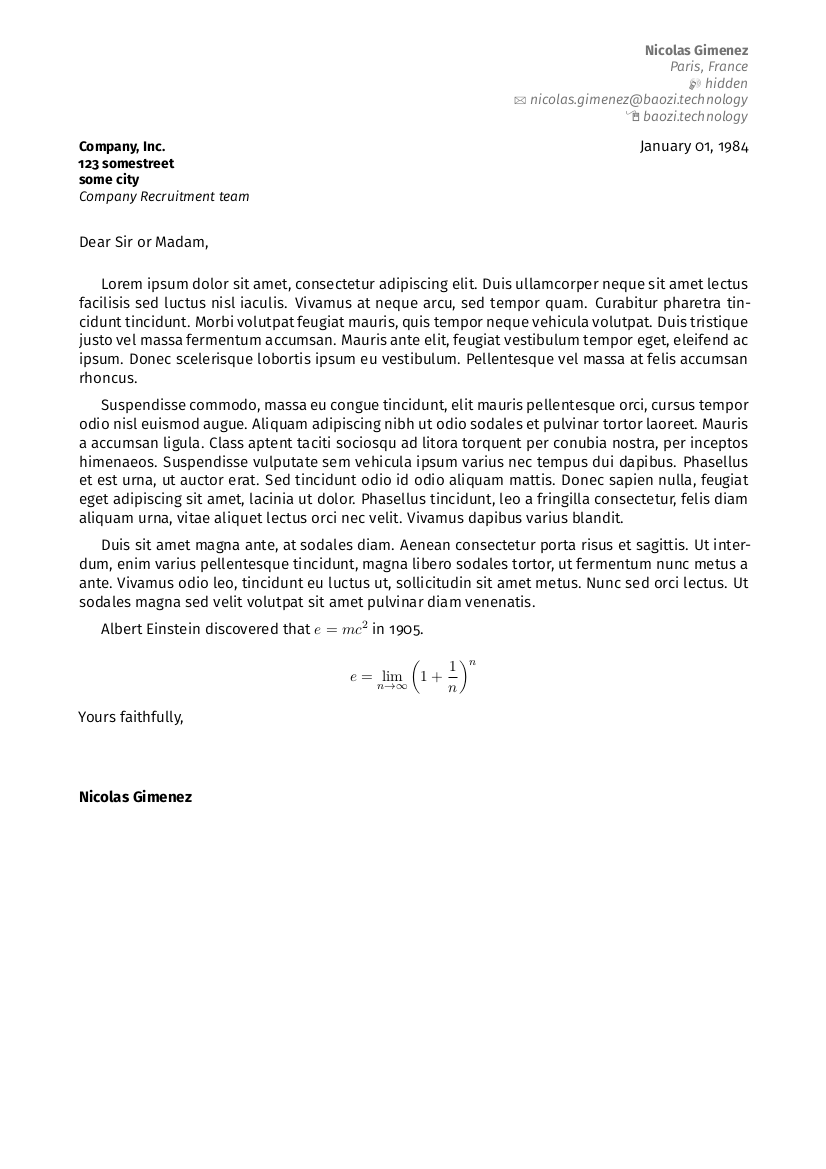 Nicolas Gimenez
Paris, France
hidden
nicolas.gimenez@baozi.technology
baozi.technology
Company, Inc.
January 01, 1984
123 somestreet
some city
Company Recruitment team
Dear Sir or Madam,
Lorem ipsum dolor sit amet, consectetur adipiscing elit. Duis ullamcorper neque sit amet lectus
facilisis sed luctus nisl iaculis. Vivamus at neque arcu, sed tempor quam. Curabitur pharetra tin-
cidunt tincidunt. Morbi volutpat feugiat mauris, quis tempor neque vehicula volutpat. Duis tristique
justo vel massa fermentum accumsan. Mauris ante elit, feugiat vestibulum tempor eget, eleifend ac
ipsum. Donec scelerisque lobortis ipsum eu vestibulum. Pellentesque vel massa at felis accumsan
rhoncus.
Suspendisse commodo, massa eu congue tincidunt, elit mauris pellentesque orci, cursus tempor
odio nisl euismod augue. Aliquam adipiscing nibh ut odio sodales et pulvinar tortor laoreet. Mauris
a accumsan ligula. Class aptent taciti sociosqu ad litora torquent per conubia nostra, per inceptos
himenaeos. Suspendisse vulputate sem vehicula ipsum varius nec tempus dui dapibus. Phasellus
et est urna, ut auctor erat. Sed tincidunt odio id odio aliquam mattis. Donec sapien nulla, feugiat
eget adipiscing sit amet, lacinia ut dolor. Phasellus tincidunt, leo a fringilla consectetur, felis diam
aliquam urna, vitae aliquet lectus orci nec velit. Vivamus dapibus varius blandit.
Duis sit amet magna ante, at sodales diam. Aenean consectetur porta risus et sagittis. Ut inter-
dum, enim varius pellentesque tincidunt, magna libero sodales tortor, ut fermentum nunc metus a
ante. Vivamus odio leo, tincidunt eu luctus ut, sollicitudin sit amet metus. Nunc sed orci lectus. Ut
sodales magna sed velit volutpat sit amet pulvinar diam venenatis.
Albert Einstein discovered that e = mc² in 1905.
e = lim n→∞ (1 + 1/n)ⁿ
Yours faithfully,
Nicolas Gimenez